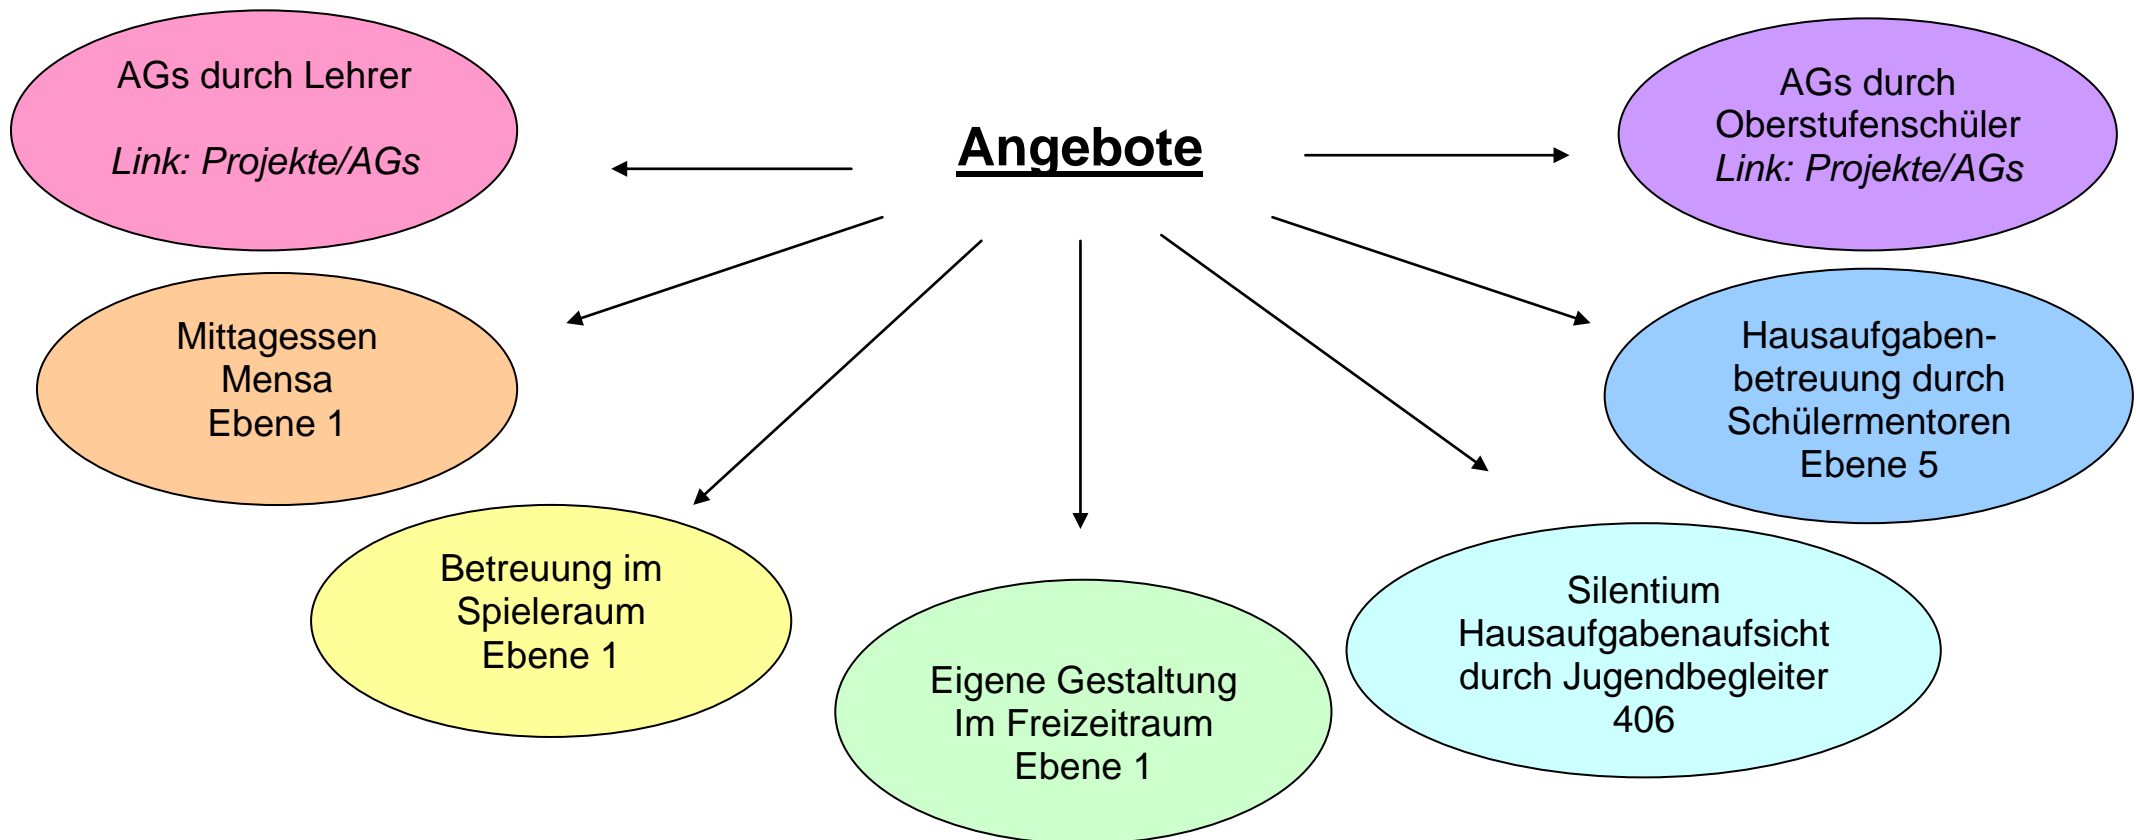 AGs durch Lehrer
Link: Projekte/AGs
Angebote
AGs durch
Oberstufenschüler
Link: Projekte/AGs
Mittagessen
Mensa
Ebene 1
Hausaufgaben-
betreuung durch
Schülermentoren
Ebene 5
Betreuung im
Spieleraum
Ebene 1
Eigene Gestaltung
Im Freizeitraum
Ebene 1
Silentium
Hausaufgabenaufsicht
durch Jugendbegleiter
406